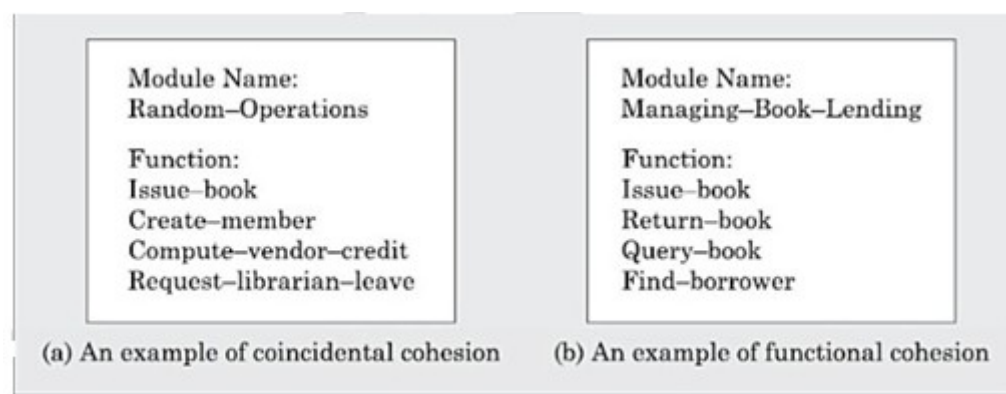 Module Name:
Random–Operations
Function:
Issue–book
Create–member
Compute–vendor–credit
Request–librarian–leave
(a) An example of coincidental cohesion
Module Name:
Managing–Book–Lending
Function:
Issue–book
Return–book
Query–book
Find–borrower
(b) An example of functional cohesion